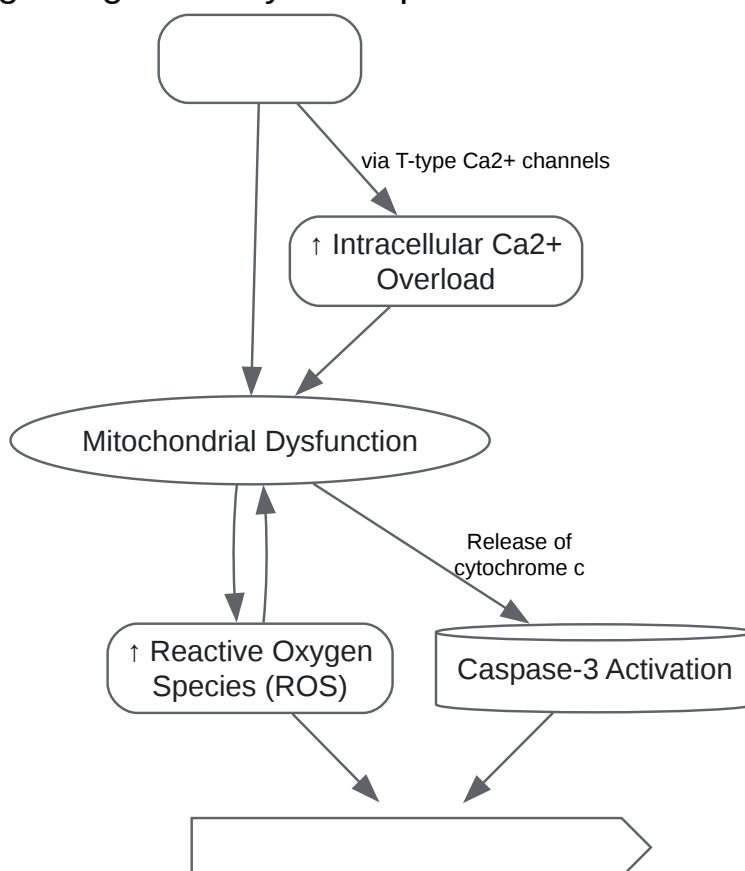 via T-type Ca2+ channels
↑ Intracellular Ca2+
Overload
Mitochondrial Dysfunction
Release of
cytochrome c
↑ Reactive Oxygen
Species (ROS)
Caspase-3 Activation